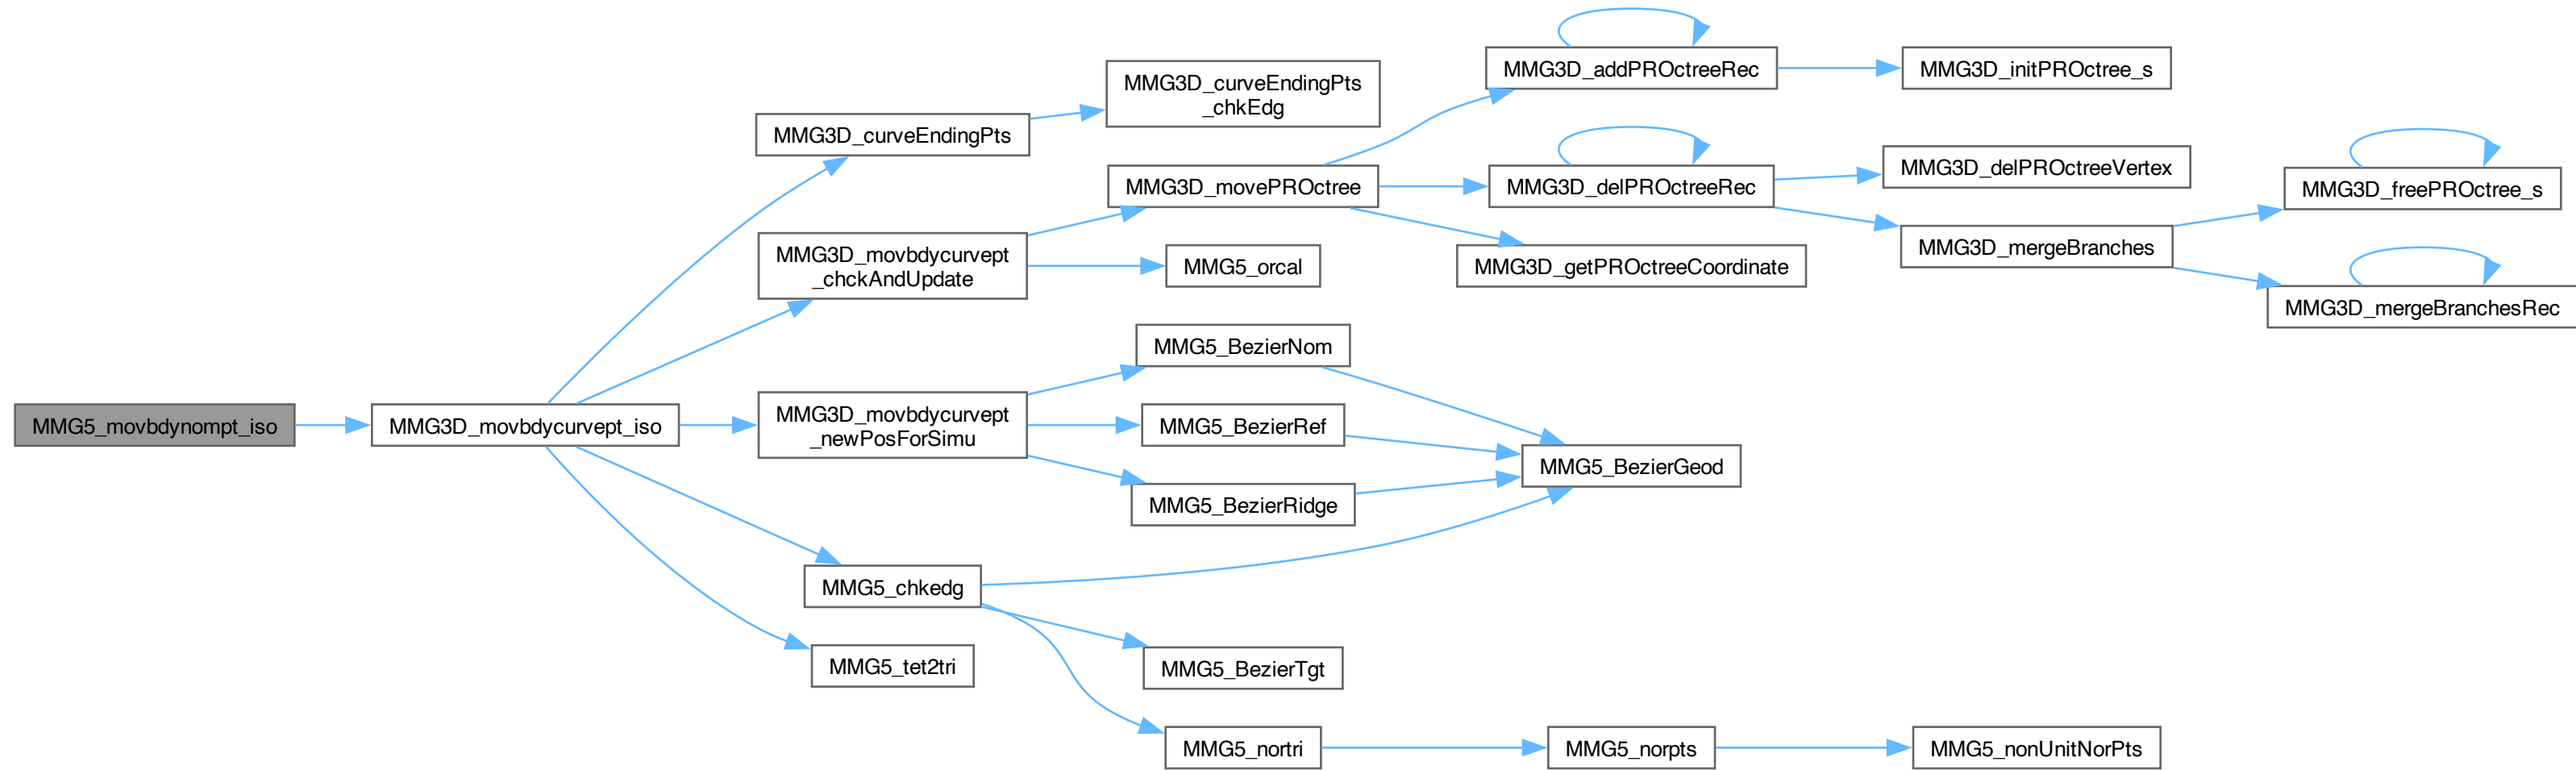 MMG5_movbdynompt_iso
MMG3D_movbdycurvept_iso
MMG3D_curveEndingPts
MMG3D_curveEndingPts
_chkEdg
MMG3D_movbdycurvept
_chckAndUpdate
MMG3D_movePROctree
MMG3D_addPROctreeRec
MMG3D_initPROctree_s
MMG3D_delPROctreeRec
MMG3D_delPROctreeVertex
MMG3D_mergeBranches
MMG3D_freePROctree_s
MMG3D_mergeBranchesRec
MMG3D_getPROctreeCoordinate
MMG5_orcal
MMG3D_movbdycurvept
_newPosForSimu
MMG5_BezierNom
MMG5_BezierRef
MMG5_BezierRidge
MMG5_BezierGeod
MMG5_chkedg
MMG5_BezierTgt
MMG5_nortri
MMG5_norpts
MMG5_nonUnitNorPts
MMG5_tet2tri